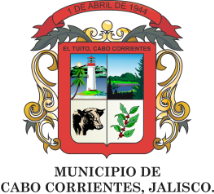 1 DE ABRIL DE 1944
EL TUITO, CABO CORRIENTES
MUNICIPIO DE
CABO CORRIENTES, JALISCO.